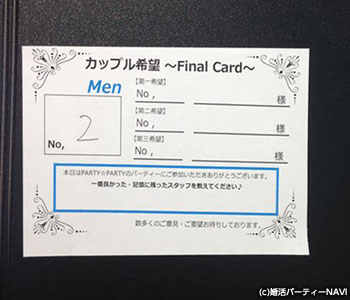 カップル希望 ~Final Card~
Men
No, 2
【第一希望】
No, 様
【第二希望】
No, 様
【第三希望】
No, 様
本日はPARTY☆PARTYのパーティーにご参加いただきありがとうございます。
一番良かった・記憶に残ったスタッフを教えてください♪
数多くのご意見・ご要望お待ちしております。
(c)婚活パーティーNAVI